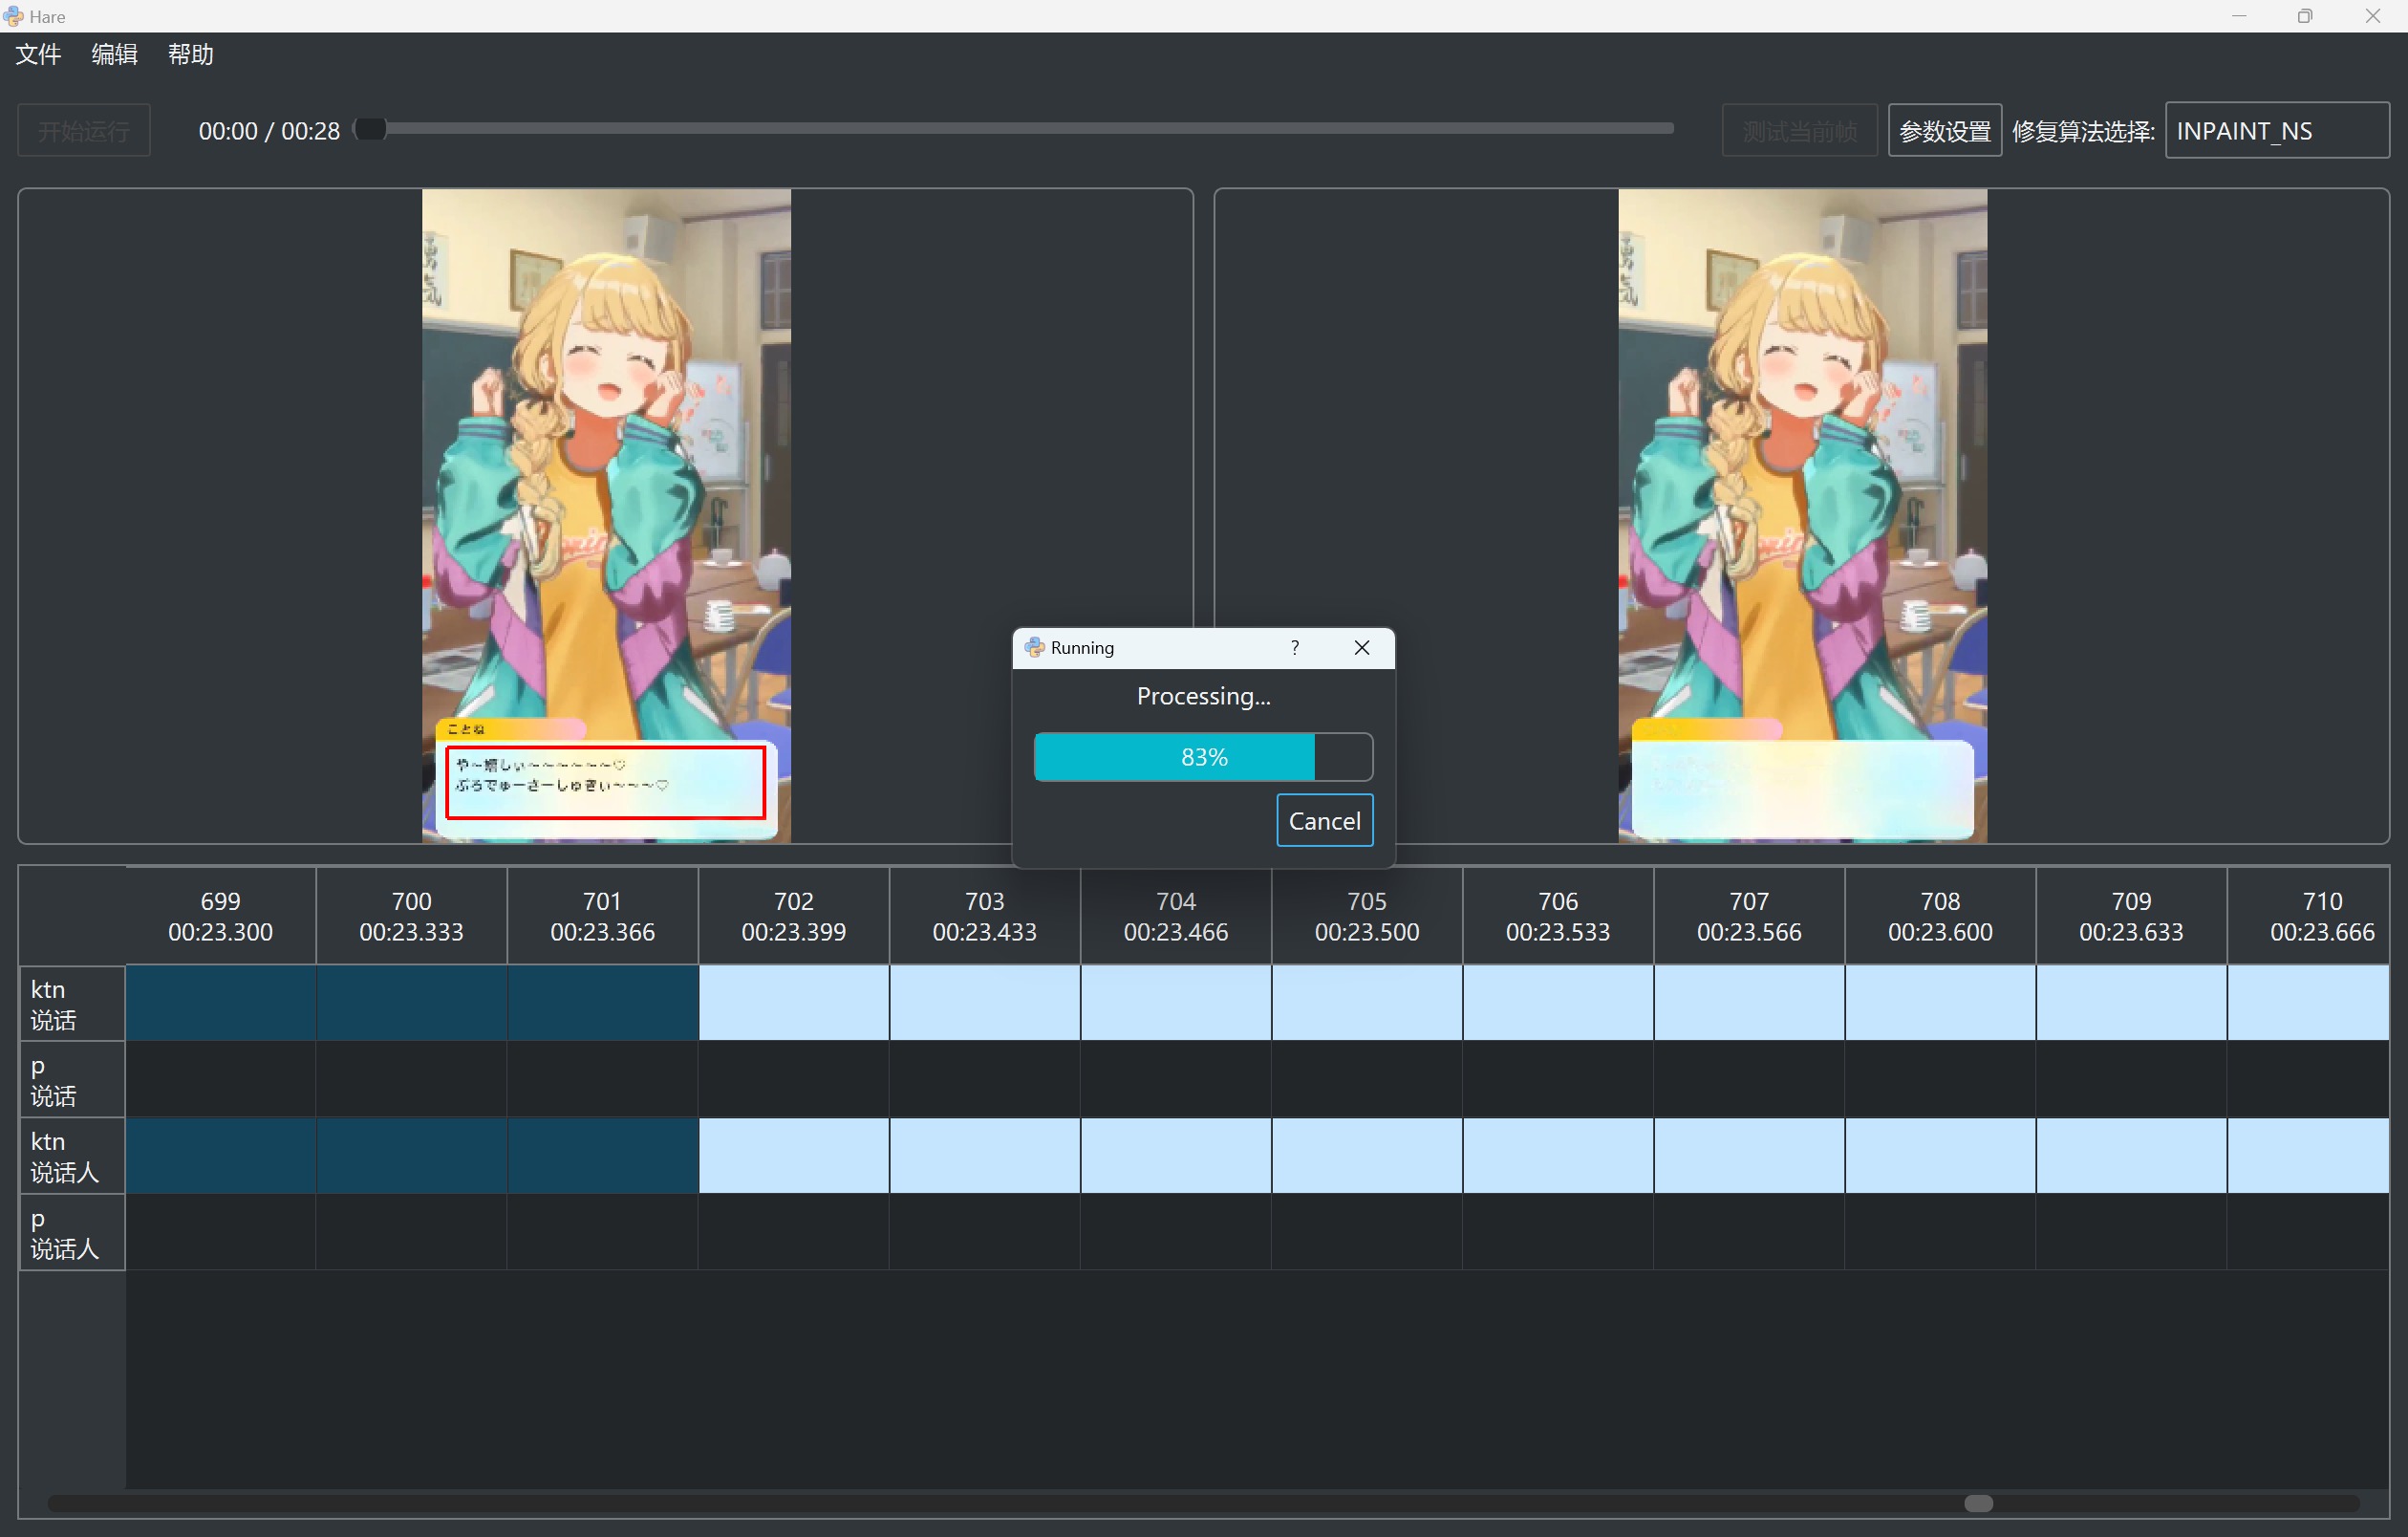 Hare
文件 编辑 帮助
开始运行 00:00 / 00:28 测试当前帧 参数设置 修复算法选择: INPAINT_NS
勇気
ことね
や~嬉しぃ~~~~~~♡
ぷろでゅーさーしゅきぃ~~~♡
Running ?
Processing...
83%
Cancel
699 700 701 702 703 704 705 706 707 708 709 710
00:23.300 00:23.333 00:23.366 00:23.399 00:23.433 00:23.466 00:23.500 00:23.533 00:23.566 00:23.600 00:23.633 00:23.666
ktn
说话
p
说话
ktn
说话人
p
说话人